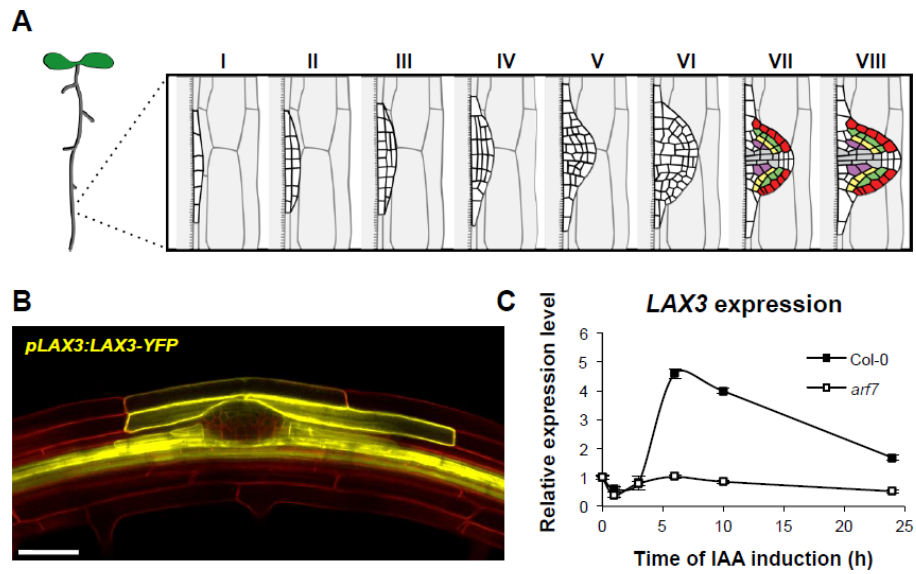 A
I II III IV V VI VII VIII
B
pLAX3:LAX3-YFP
C
LAX3 expression
Relative expression level
6
5
4
3
2
1
0
Col-0
arf7
0 5 10 15 20 25
Time of IAA induction (h)